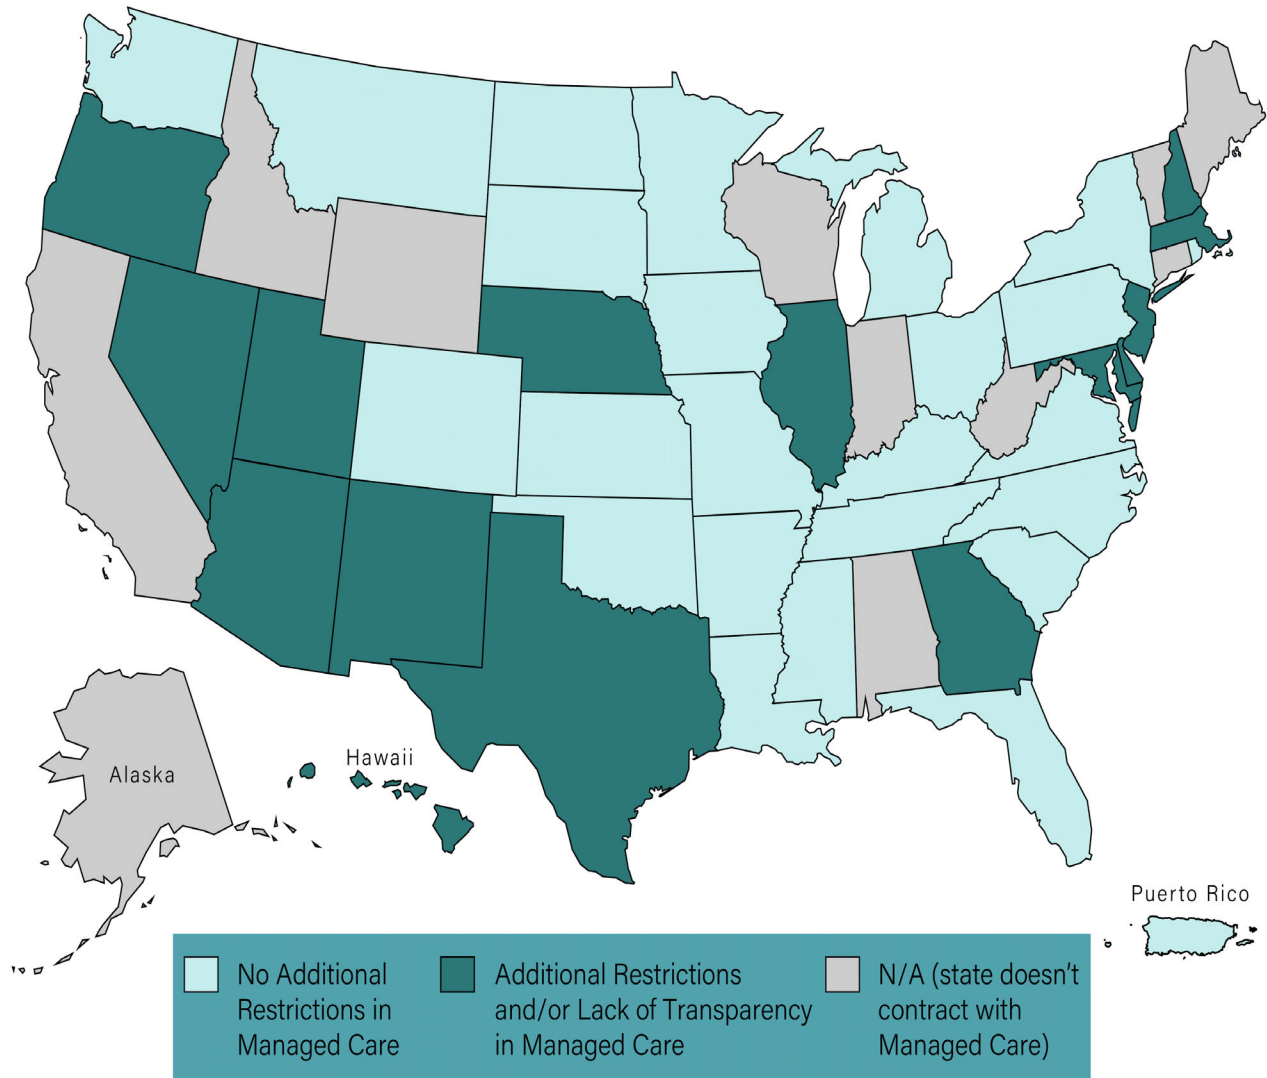 Alaska
Hawaii
Puerto Rico
No Additional
Restrictions in
Managed Care
Additional Restrictions
and/or Lack of Transparency
in Managed Care
N/A (state doesn't
contract with
Managed Care)